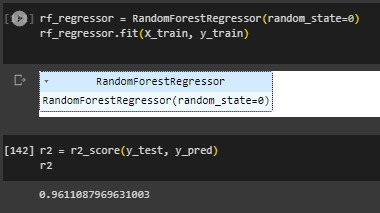 [ ] rf_regressor = RandomForestRegressor(random_state=0)
rf_regressor.fit(X_train, y_train)
RandomForestRegressor
RandomForestRegressor(random_state=0)
[142] r2 = r2_score(y_test, y_pred)
r2
0.9611087969631003